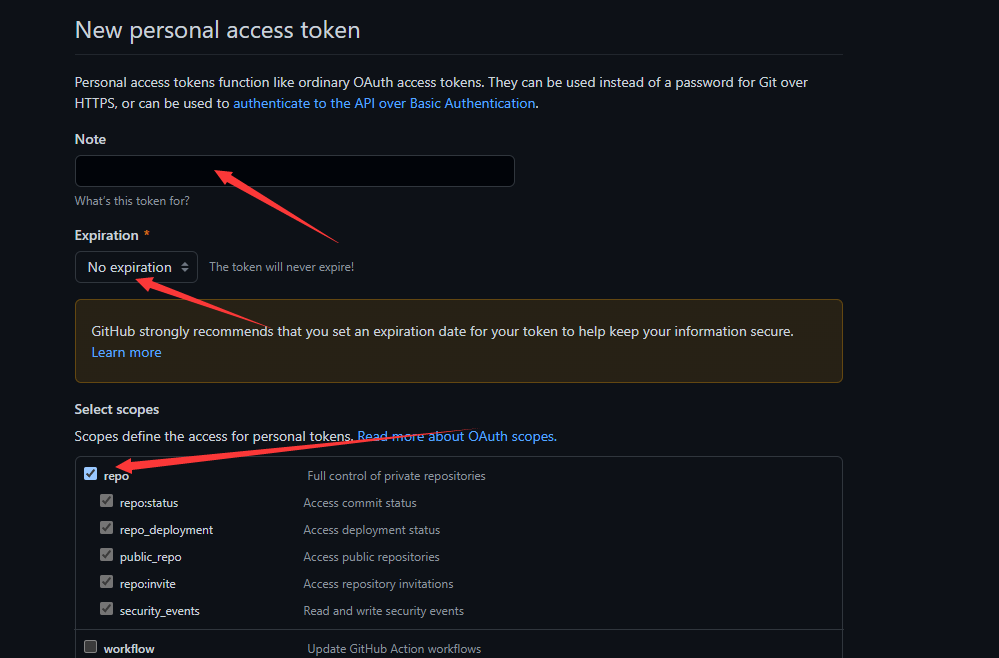 New personal access token
Personal access tokens function like ordinary OAuth access tokens. They can be used instead of a password for Git over
HTTPS, or can be used to authenticate to the API over Basic Authentication.
Note
What's this token for?
Expiration *
No expiration The token will never expire!
GitHub strongly recommends that you set an expiration date for your token to help keep your information secure.
Learn more
Select scopes
Scopes define the access for personal tokens. Read more about OAuth scopes.
repo Full control of private repositories
repo:status Access commit status
repo_deployment Access deployment status
public_repo Access public repositories
repo:invite Access repository invitations
security_events Read and write security events
workflow Update GitHub Action workflows